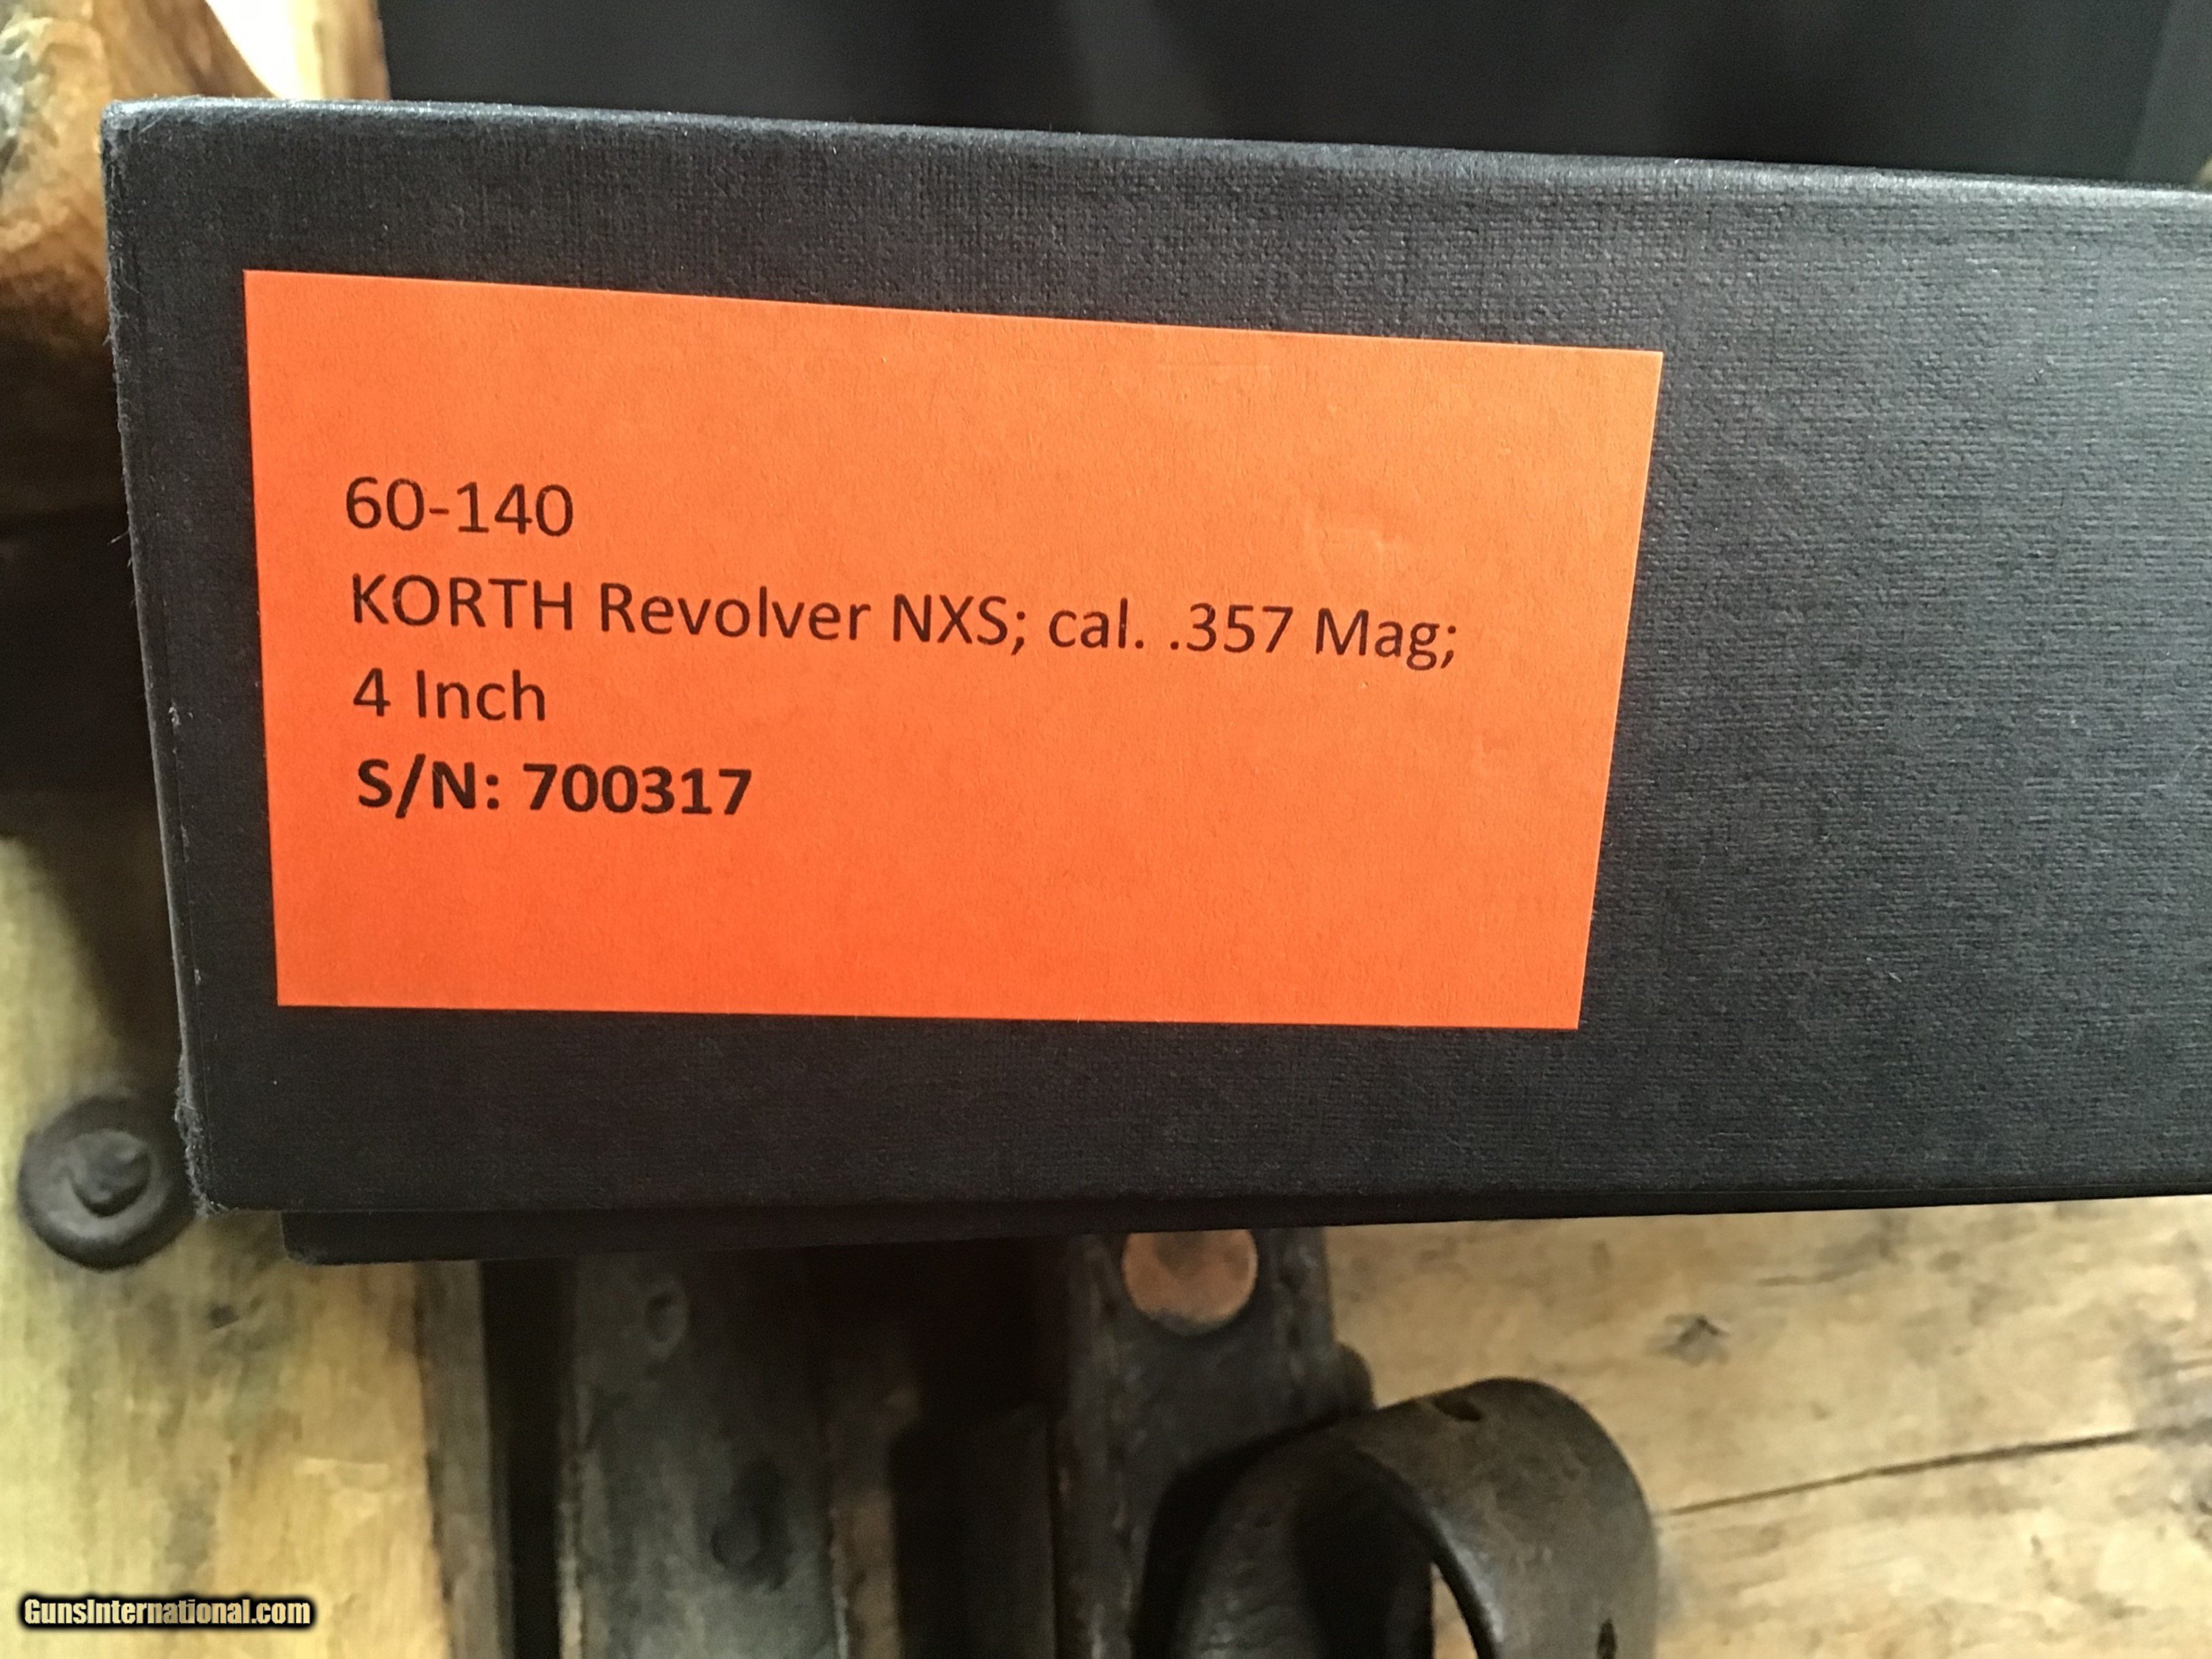 60-140
KORTH Revolver NXS; cal. .357 Mag;
4 Inch
S/N: 700317
GunsInternational.com